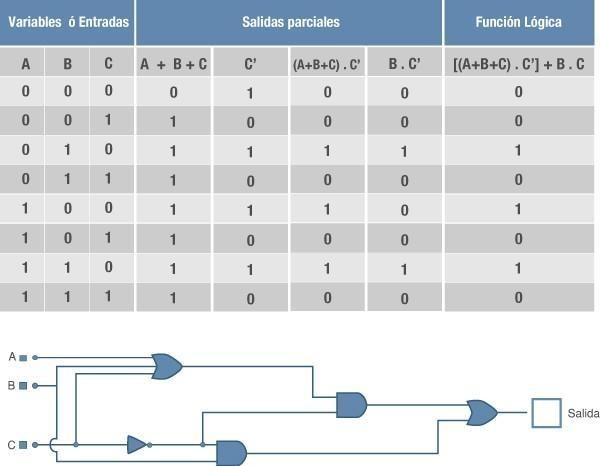 Variables ó Entradas Salidas parciales Función Lógica
A B C A + B + C C’ (A+B+C) . C’ B . C’ [(A+B+C) . C’] + B . C
0 0 0 0 1 0 0 0
0 0 1 1 0 0 0 0
0 1 0 1 1 1 1 1
0 1 1 1 0 0 0 0
1 0 0 1 1 1 0 1
1 0 1 1 0 0 0 0
1 1 0 1 1 1 1 1
1 1 1 1 0 0 0 0
A
B
Salida
C